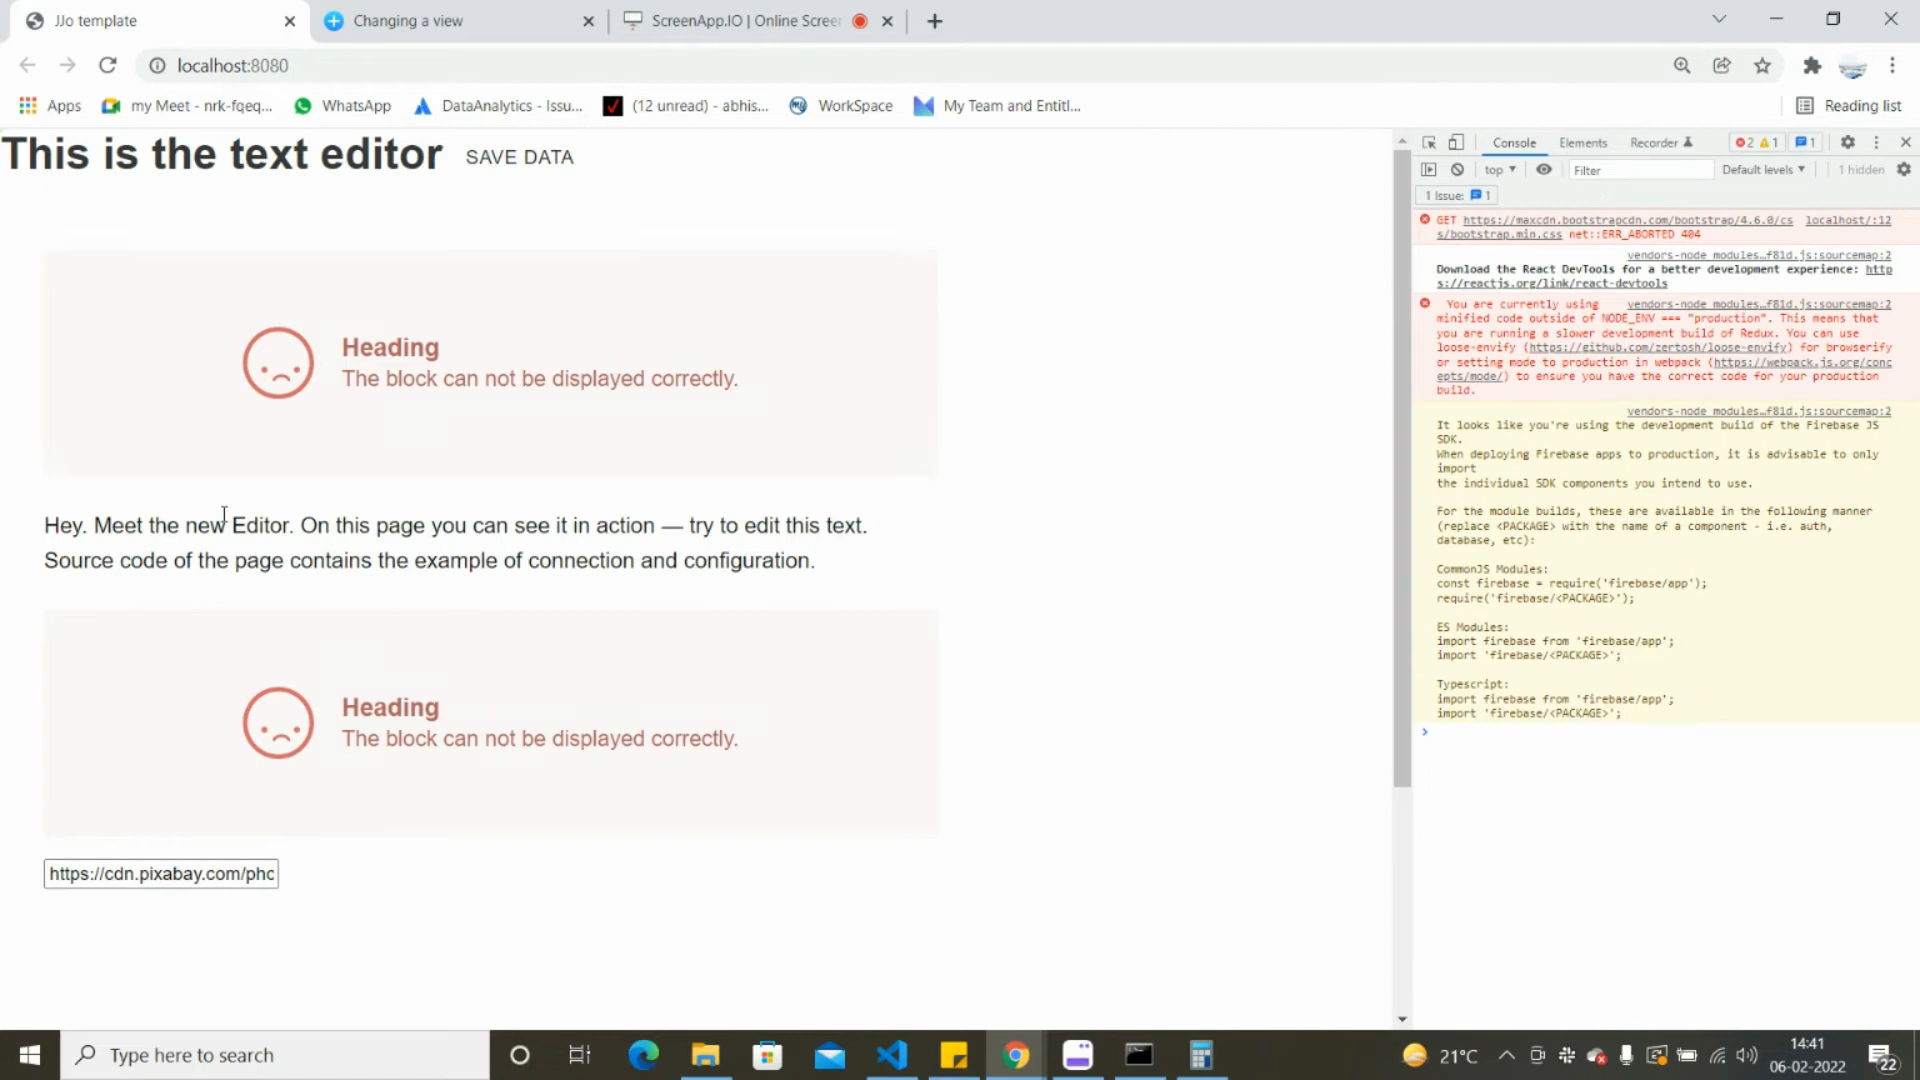 JJo template
Changing a view
ScreenApp.IO | Online Scree
localhost:8080
Apps
my Meet - nrk-fqeq...
WhatsApp
DataAnalytics - Issu...
(12 unread) - abhis...
WorkSpace
My Team and Entitl...
Reading list
This is the text editor
SAVE DATA
Heading
The block can not be displayed correctly.
Hey. Meet the new Editor. On this page you can see it in action — try to edit this text.
Source code of the page contains the example of connection and configuration.
Heading
The block can not be displayed correctly.
https://cdn.pixabay.com/phc
Console Elements Recorder 2 1 1
top Filter Default levels 1 hidden
1 Issue: 1
GET https://maxcdn.bootstrapcdn.com/bootstrap/4.6.0/cs localhost/:12
s/bootstrap.min.css net::ERR_ABORTED 404
vendors-node_modules…f81d.js:sourcemap:2
Download the React DevTools for a better development experience: http
s://reactjs.org/link/react-devtools
You are currently using vendors-node_modules…f81d.js:sourcemap:2
minified code outside of NODE_ENV === "production". This means that
you are running a slower development build of Redux. You can use
loose-envify (https://github.com/zertosh/loose-envify) for browserify
or setting mode to production in webpack (https://webpack.js.org/conc
epts/mode/) to ensure you have the correct code for your production
build.
vendors-node_modules…f81d.js:sourcemap:2
It looks like you're using the development build of the Firebase JS
SDK.
When deploying Firebase apps to production, it is advisable to only
import
the individual SDK components you intend to use.
For the module builds, these are available in the following manner
(replace <PACKAGE> with the name of a component - i.e. auth,
database, etc):
CommonJS Modules:
const firebase = require('firebase/app');
require('firebase/<PACKAGE>');
ES Modules:
import firebase from 'firebase/app';
import 'firebase/<PACKAGE>';
Typescript:
import firebase from 'firebase/app';
import 'firebase/<PACKAGE>';
Type here to search
21°C
14:41
06-02-2022
22